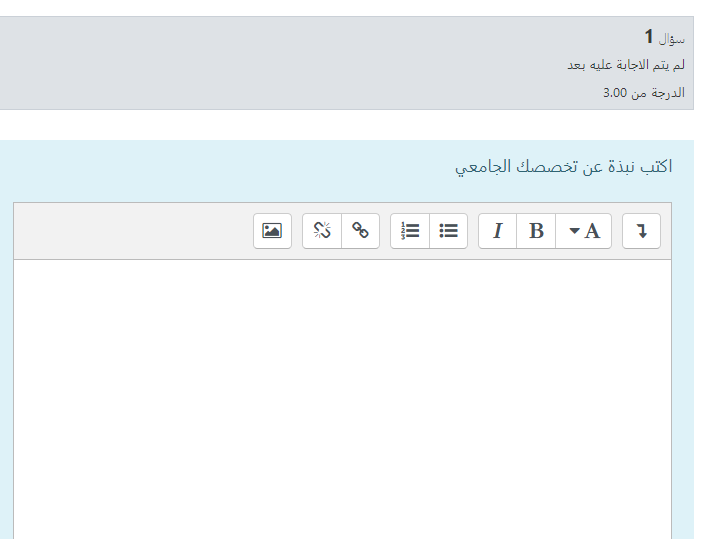 سؤال 1
لم يتم الاجابة عليه بعد
الدرجة من 3.00
اكتب نبذة عن تخصصك الجامعي
A B I